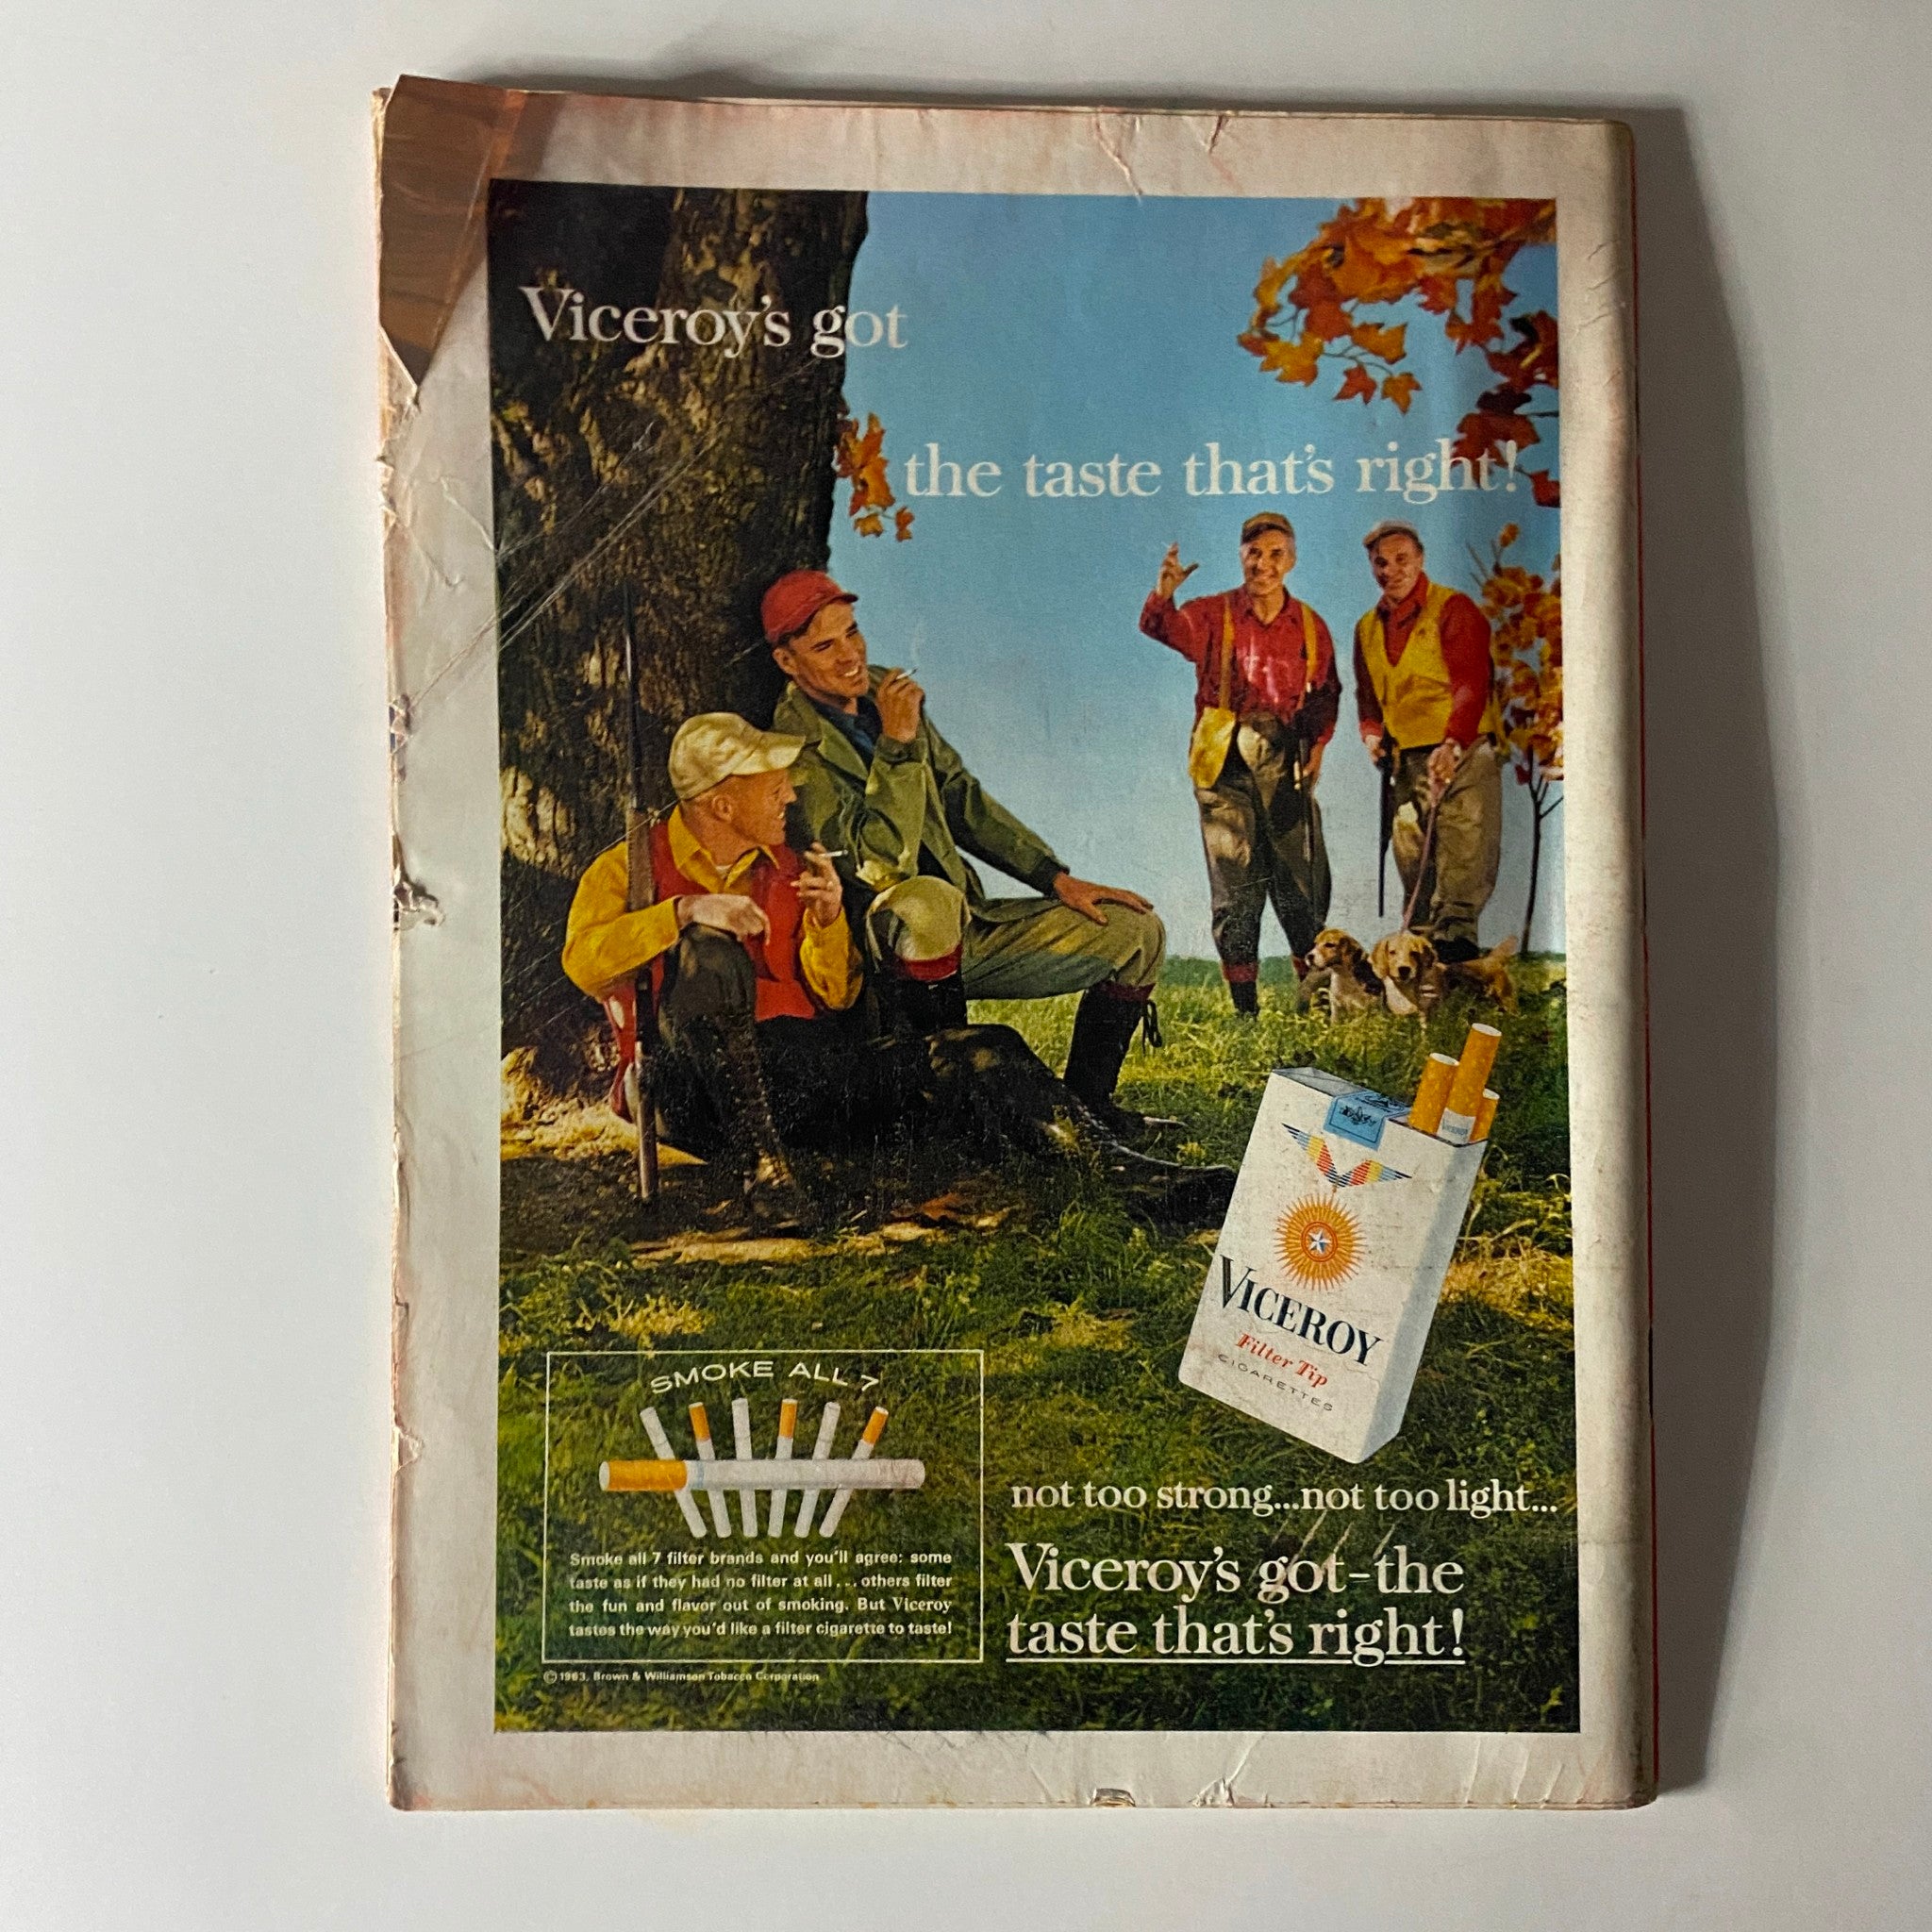 Viceroy's got
the taste that's right!
VICEROY
Filter Tip
CIGARETTES
SMOKE ALL 7
Smoke all 7 filter brands and you'll agree: some
taste as if they had no filter at all... others filter
the fun and flavor out of smoking. But Viceroy
tastes the way you'd like a filter cigarette to taste!
© 1963, Brown & Williamson Tobacco Corporation
not too strong...not too light...
Viceroy's got-the
taste that's right!